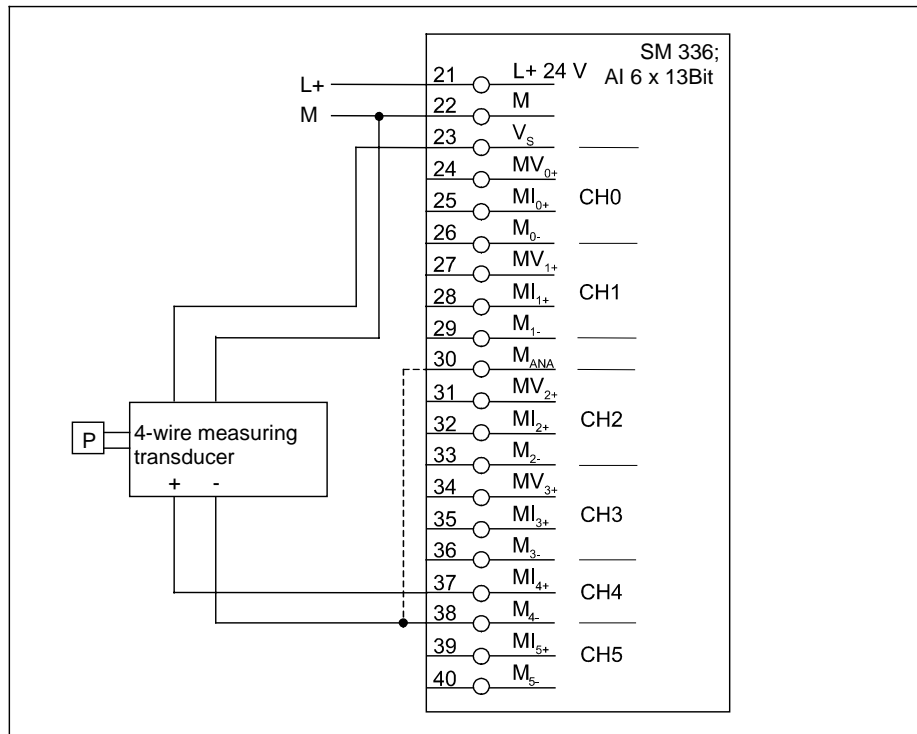 SM 336;
AI 6 x 13Bit
L+
M
21 L+ 24 V
22 M
23 Vₛ
24 MV₀₊
25 MI₀₊ CH0
26 M₀₋
27 MV₁₊
28 MI₁₊ CH1
29 M₁₋
30 M_ANA
31 MV₂₊
32 MI₂₊ CH2
33 M₂₋
34 MV₃₊
35 MI₃₊ CH3
36 M₃₋
37 MI₄₊ CH4
38 M₄₋
39 MI₅₊ CH5
40 M₅₋
P
4-wire measuring
transducer
+ -